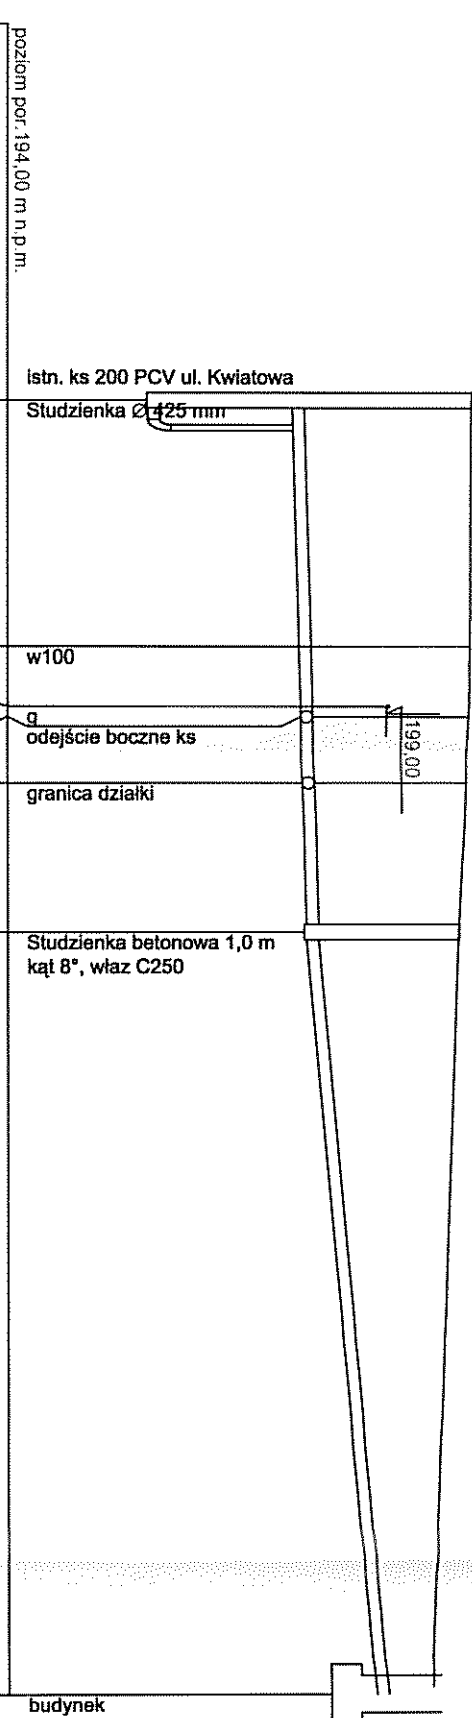 poziom por. 194,00 m n.p.m.
istn. ks 200 PCV ul. Kwiatowa
Studzienka Ø 425 mm
w100
g
odejście boczne ks
199,00
granica działki
Studzienka betonowa 1,0 m
kąt 8°, właz C250
budynek